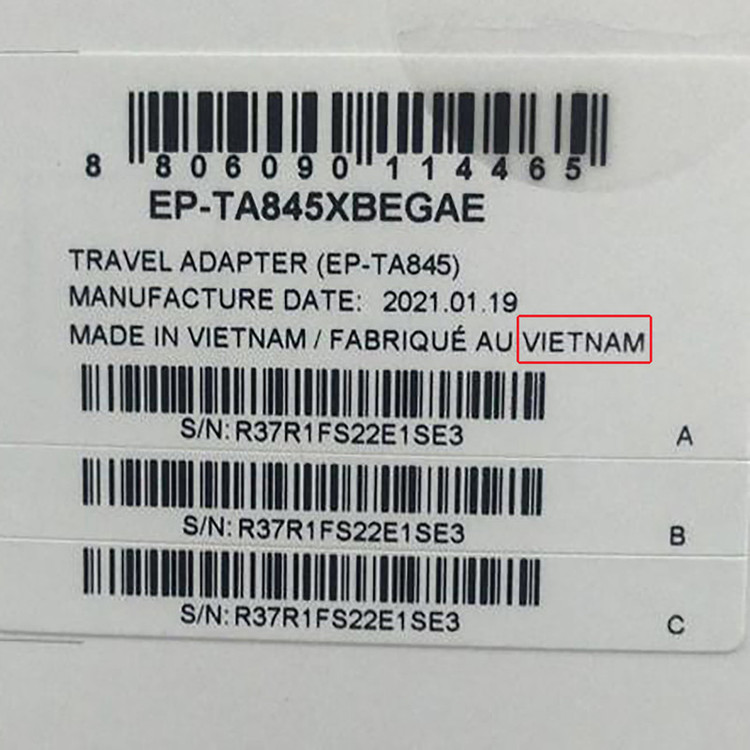 8 806090 114465
EP-TA845XBEGAE
TRAVEL ADAPTER (EP-TA845)
MANUFACTURE DATE: 2021.01.19
MADE IN VIETNAM / FABRIQUÉ AU VIETNAM
S/N: R37R1FS22E1SE3
A
S/N: R37R1FS22E1SE3
B
S/N: R37R1FS22E1SE3
C